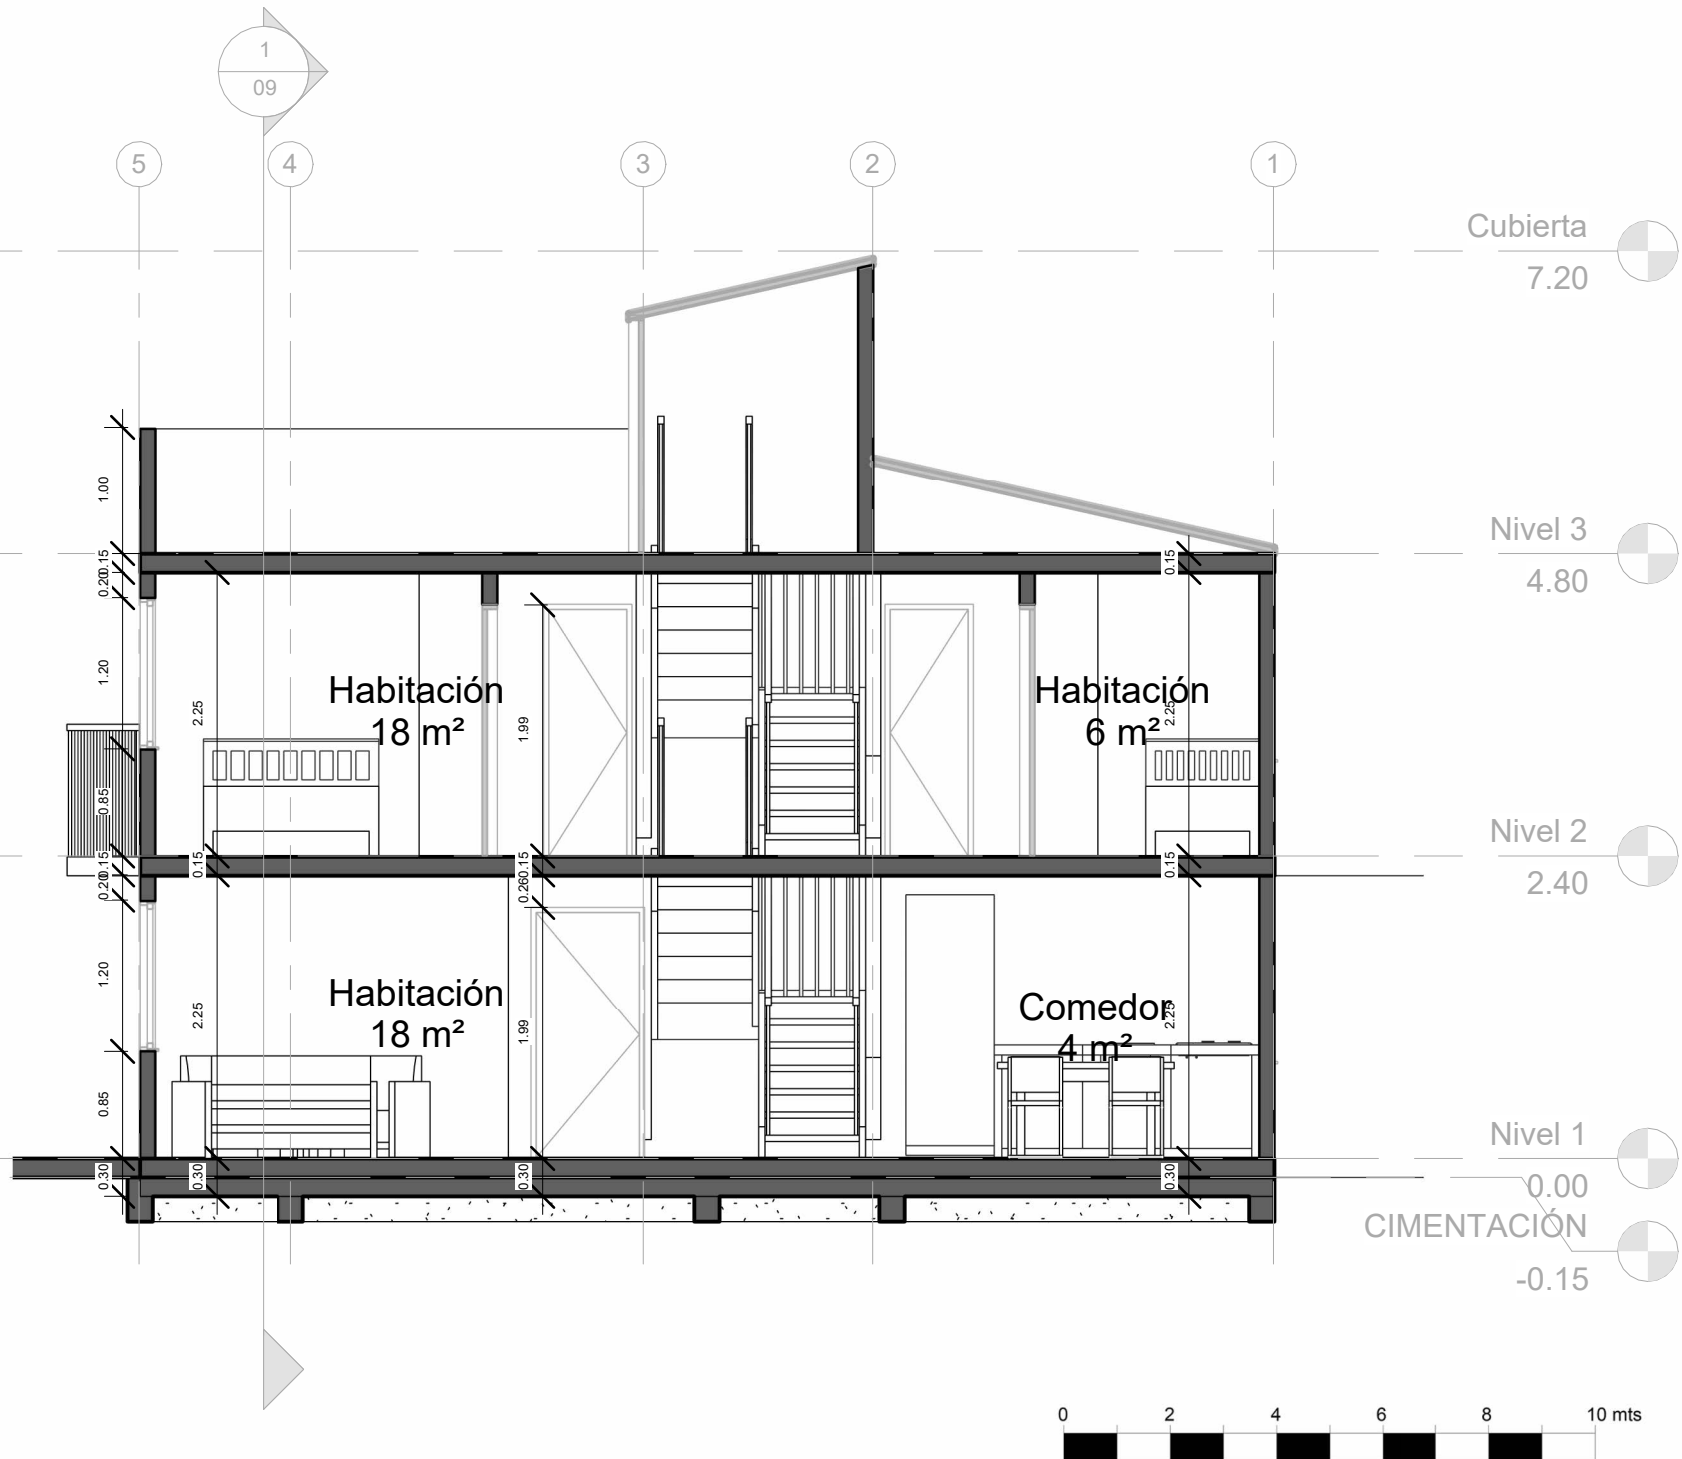 1
09
5
4
3
2
1
Cubierta
7.20
1.00
Nivel 3
4.80
0.15
0.20
0.15
1.20
2.25
Habitación
18 m²
1.99
Habitación
6 m²
2.25
0.85
Nivel 2
2.40
0.15
0.20
0.15
0.15
0.26
0.15
1.20
2.25
Habitación
18 m²
1.99
Comedor
4 m²
2.25
0.85
Nivel 1
0.00
0.30
0.30
0.30
0.30
CIMENTACIÓN
-0.15
0 2 4 6 8 10 mts